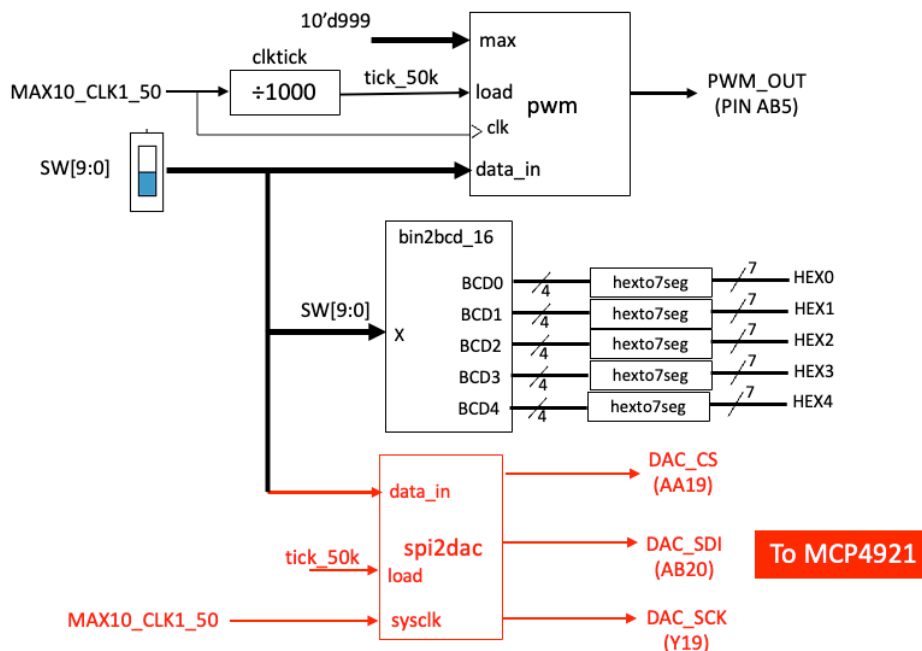 10'd999
max
clktick
MAX10_CLK1_50
÷1000
tick_50k
load
pwm
PWM_OUT
(PIN AB5)
clk
SW[9:0]
data_in
bin2bcd_16
SW[9:0]
X
BCD0
4
hexto7seg
7
HEX0
BCD1
4
hexto7seg
7
HEX1
BCD2
4
hexto7seg
7
HEX2
BCD3
4
hexto7seg
7
HEX3
BCD4
4
hexto7seg
7
HEX4
data_in
DAC_CS
(AA19)
spi2dac
tick_50k
load
DAC_SDI
(AB20)
To MCP4921
MAX10_CLK1_50
sysclk
DAC_SCK
(Y19)